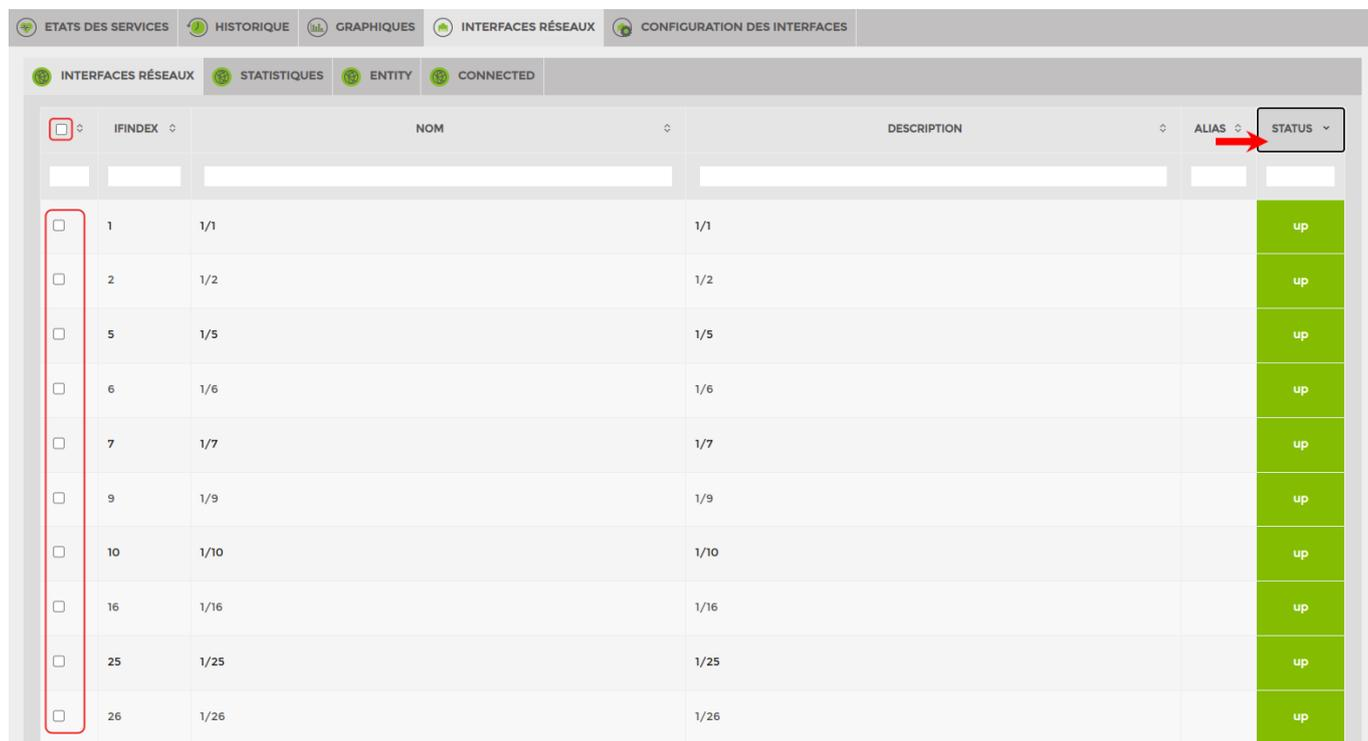 ETATS DES SERVICES HISTORIQUE GRAPHIQUES INTERFACES RÉSEAUX CONFIGURATION DES INTERFACES
INTERFACES RÉSEAUX STATISTIQUES ENTITY CONNECTED
IFINDEX NOM DESCRIPTION ALIAS STATUS
1 1/1 1/1 up
2 1/2 1/2 up
5 1/5 1/5 up
6 1/6 1/6 up
7 1/7 1/7 up
9 1/9 1/9 up
10 1/10 1/10 up
16 1/16 1/16 up
25 1/25 1/25 up
26 1/26 1/26 up